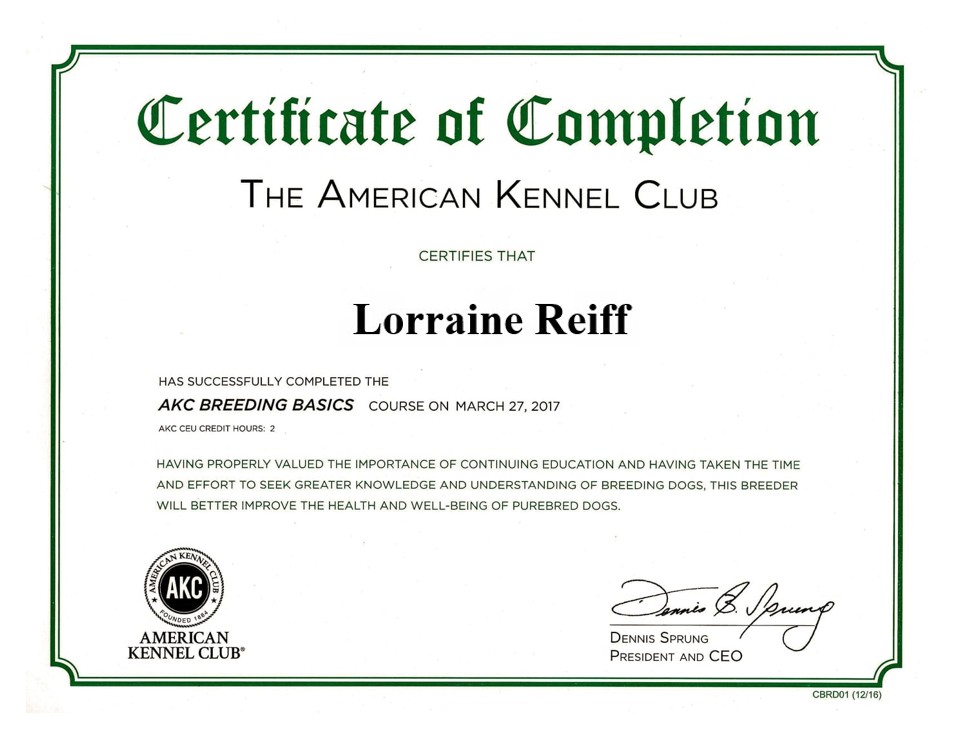 Certificate of Completion
THE AMERICAN KENNEL CLUB
CERTIFIES THAT
Lorraine Reiff
HAS SUCCESSFULLY COMPLETED THE
AKC BREEDING BASICS COURSE ON MARCH 27, 2017
AKC CEU CREDIT HOURS: 2
HAVING PROPERLY VALUED THE IMPORTANCE OF CONTINUING EDUCATION AND HAVING TAKEN THE TIME
AND EFFORT TO SEEK GREATER KNOWLEDGE AND UNDERSTANDING OF BREEDING DOGS, THIS BREEDER
WILL BETTER IMPROVE THE HEALTH AND WELL-BEING OF PUREBRED DOGS.
AMERICAN KENNEL CLUB
AKC
FOUNDED 1884
AMERICAN
KENNEL CLUB®
Dennis B. Sprung
DENNIS SPRUNG
PRESIDENT AND CEO
CBRD01 (12/16)